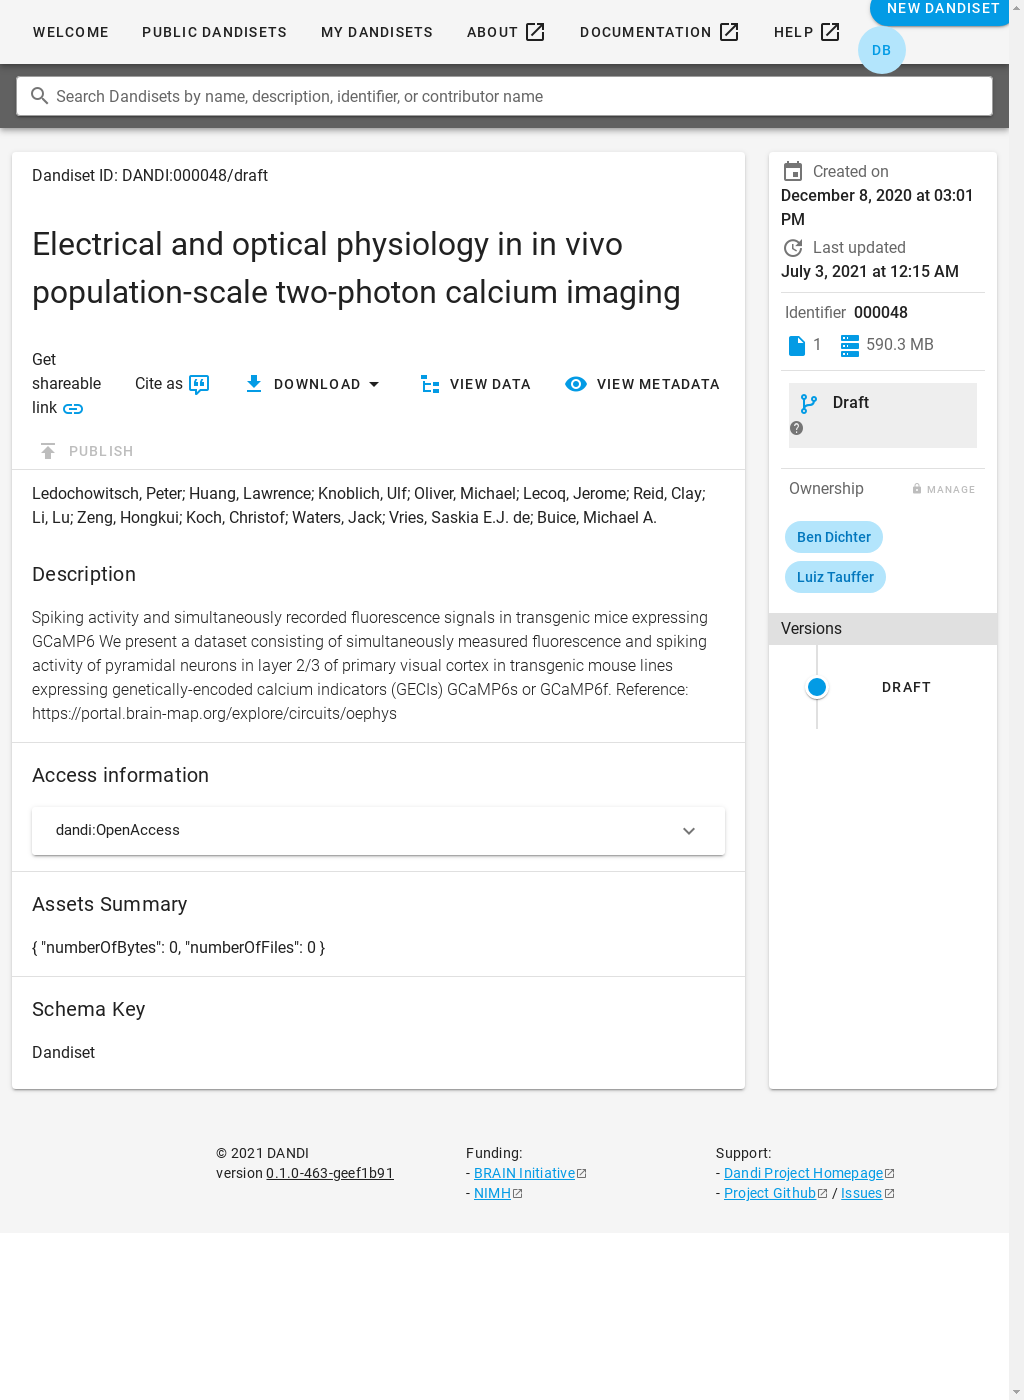 WELCOME PUBLIC DANDISETS MY DANDISETS ABOUT DOCUMENTATION HELP NEW DANDISET
DB
Search Dandisets by name, description, identifier, or contributor name
Dandiset ID: DANDI:000048/draft
Electrical and optical physiology in in vivo
population-scale two-photon calcium imaging
Get
shareable
link
Cite as
DOWNLOAD
VIEW DATA
VIEW METADATA
PUBLISH
Ledochowitsch, Peter; Huang, Lawrence; Knoblich, Ulf; Oliver, Michael; Lecoq, Jerome; Reid, Clay;
Li, Lu; Zeng, Hongkui; Koch, Christof; Waters, Jack; Vries, Saskia E.J. de; Buice, Michael A.
Description
Spiking activity and simultaneously recorded fluorescence signals in transgenic mice expressing
GCaMP6 We present a dataset consisting of simultaneously measured fluorescence and spiking
activity of pyramidal neurons in layer 2/3 of primary visual cortex in transgenic mouse lines
expressing genetically-encoded calcium indicators (GECIs) GCaMP6s or GCaMP6f. Reference:
https://portal.brain-map.org/explore/circuits/oephys
Access information
dandi:OpenAccess
Assets Summary
{ "numberOfBytes": 0, "numberOfFiles": 0 }
Schema Key
Dandiset
Created on
December 8, 2020 at 03:01
PM
Last updated
July 3, 2021 at 12:15 AM
Identifier 000048
1 590.3 MB
Draft
Ownership MANAGE
Ben Dichter
Luiz Tauffer
Versions
DRAFT
© 2021 DANDI
version 0.1.0-463-geef1b91
Funding:
- BRAIN Initiative
- NIMH
Support:
- Dandi Project Homepage
- Project Github / Issues